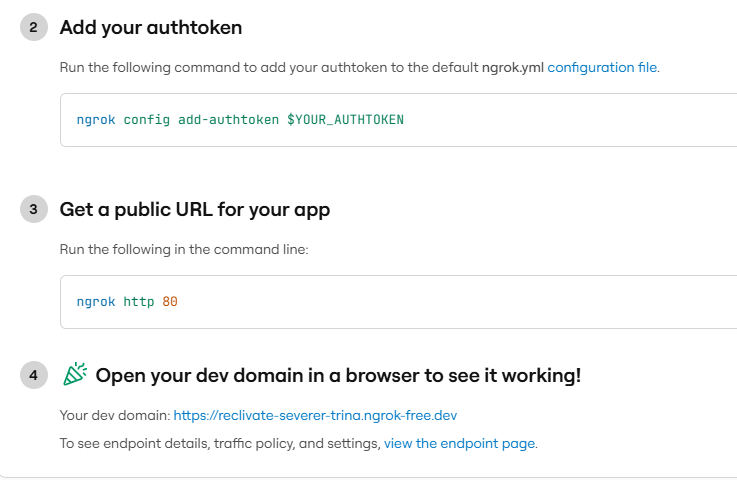 2 Add your authtoken
Run the following command to add your authtoken to the default ngrok.yml configuration file.
ngrok config add-authtoken $YOUR_AUTHTOKEN
3 Get a public URL for your app
Run the following in the command line:
ngrok http 80
4 Open your dev domain in a browser to see it working!
Your dev domain: https://reclivate-severer-trina.ngrok-free.dev
To see endpoint details, traffic policy, and settings, view the endpoint page.